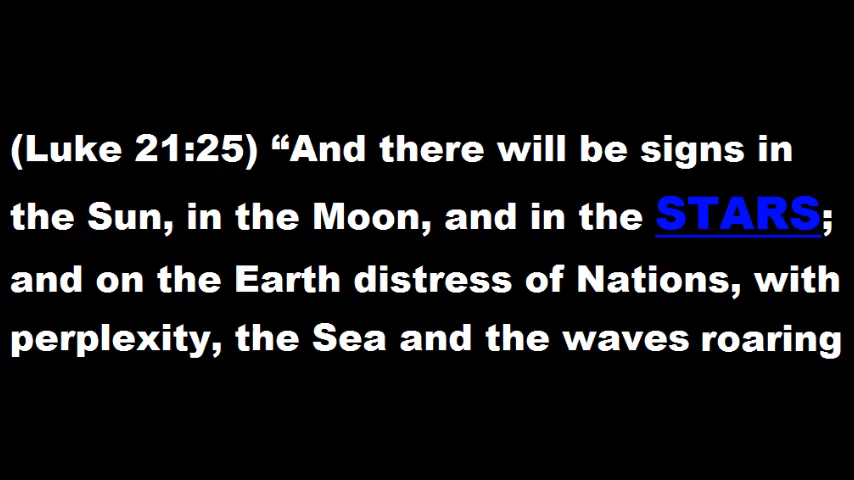 (Luke 21:25) “And there will be signs in
the Sun, in the Moon, and in the STARS;
and on the Earth distress of Nations, with
perplexity, the Sea and the waves roaring